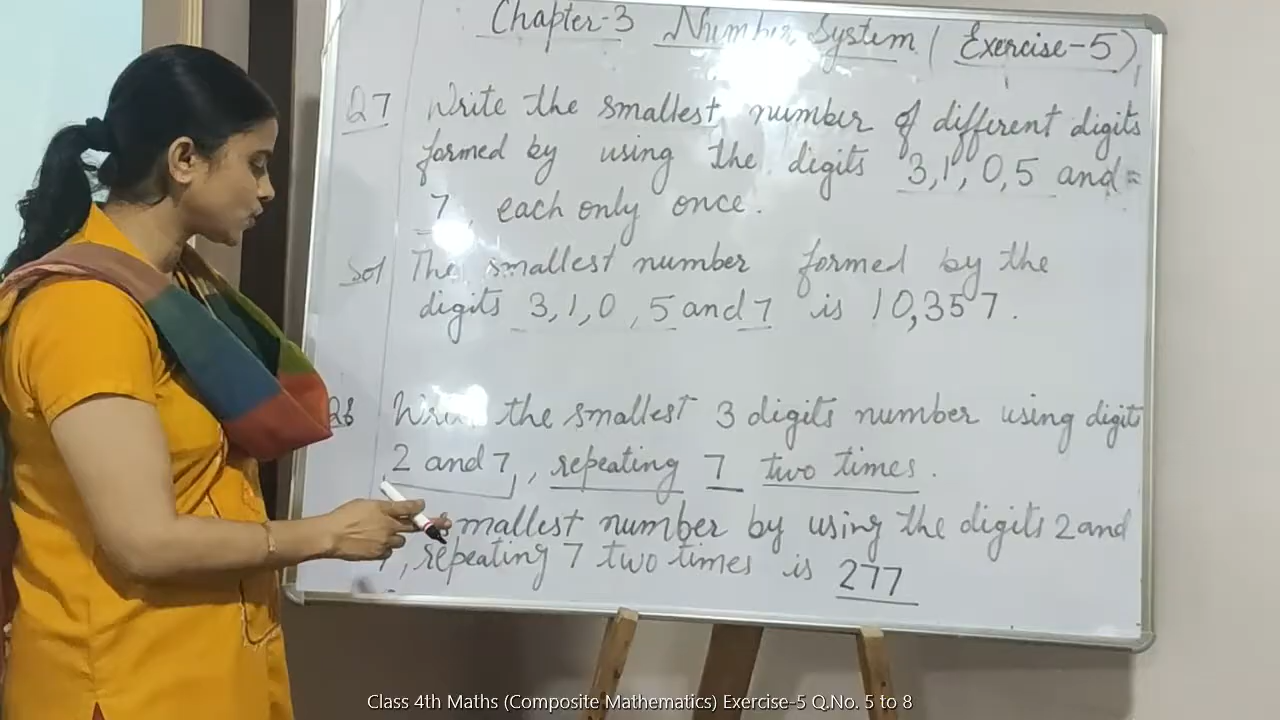 Chapter-3 Number System (Exercise-5)
Q7 Write the smallest number of different digits
formed by using the digits 3,1,0,5 and =
7, each only once.
Sol The smallest number formed by the
digits 3,1,0,5 and 7 is 10,357.
Q8 Write the smallest 3 digits number using digit
2 and 7, repeating 7 two times.
smallest number by using the digits 2 and
7, repeating 7 two times is 277
Class 4th Maths (Composite Mathematics) Exercise-5 Q.No. 5 to 8